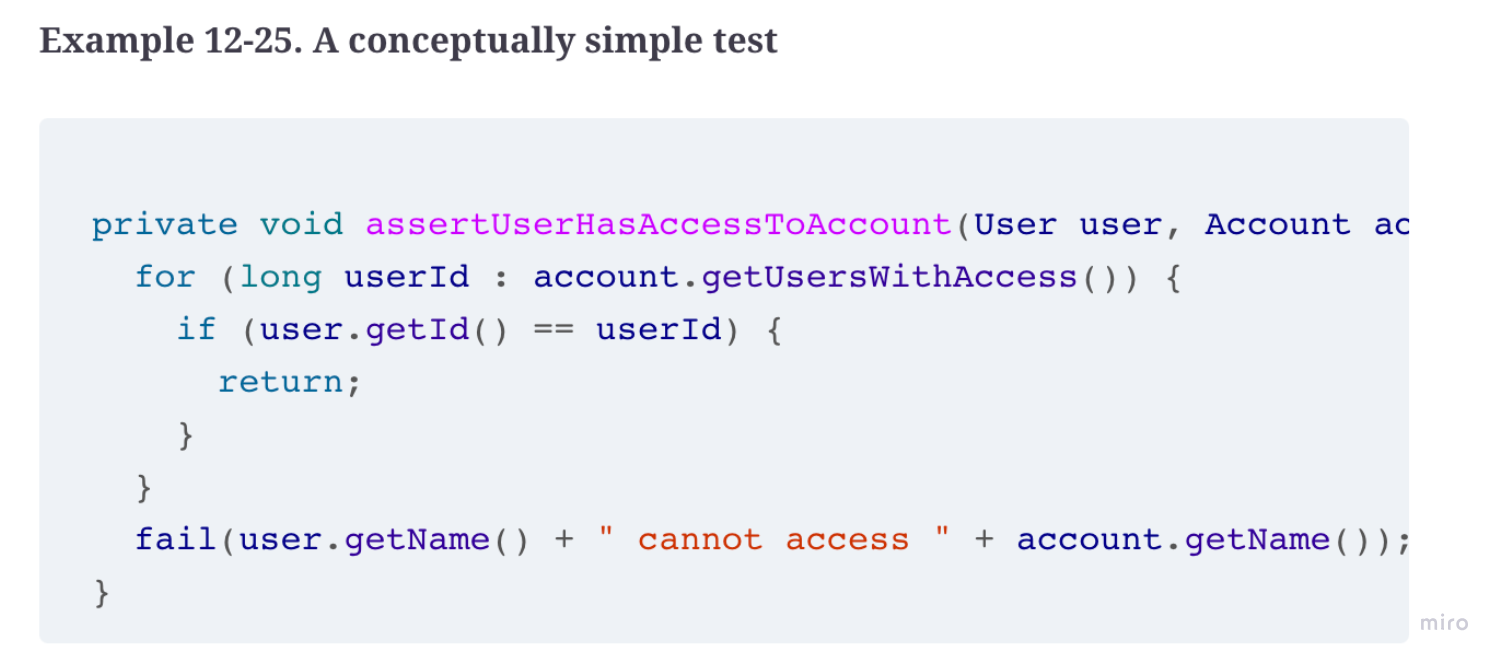 Example 12-25. A conceptually simple test
private void assertUserHasAccessToAccount(User user, Account ac
for (long userId : account.getUsersWithAccess()) {
if (user.getId() == userId) {
return;
}
}
fail(user.getName() + " cannot access " + account.getName());
}
miro